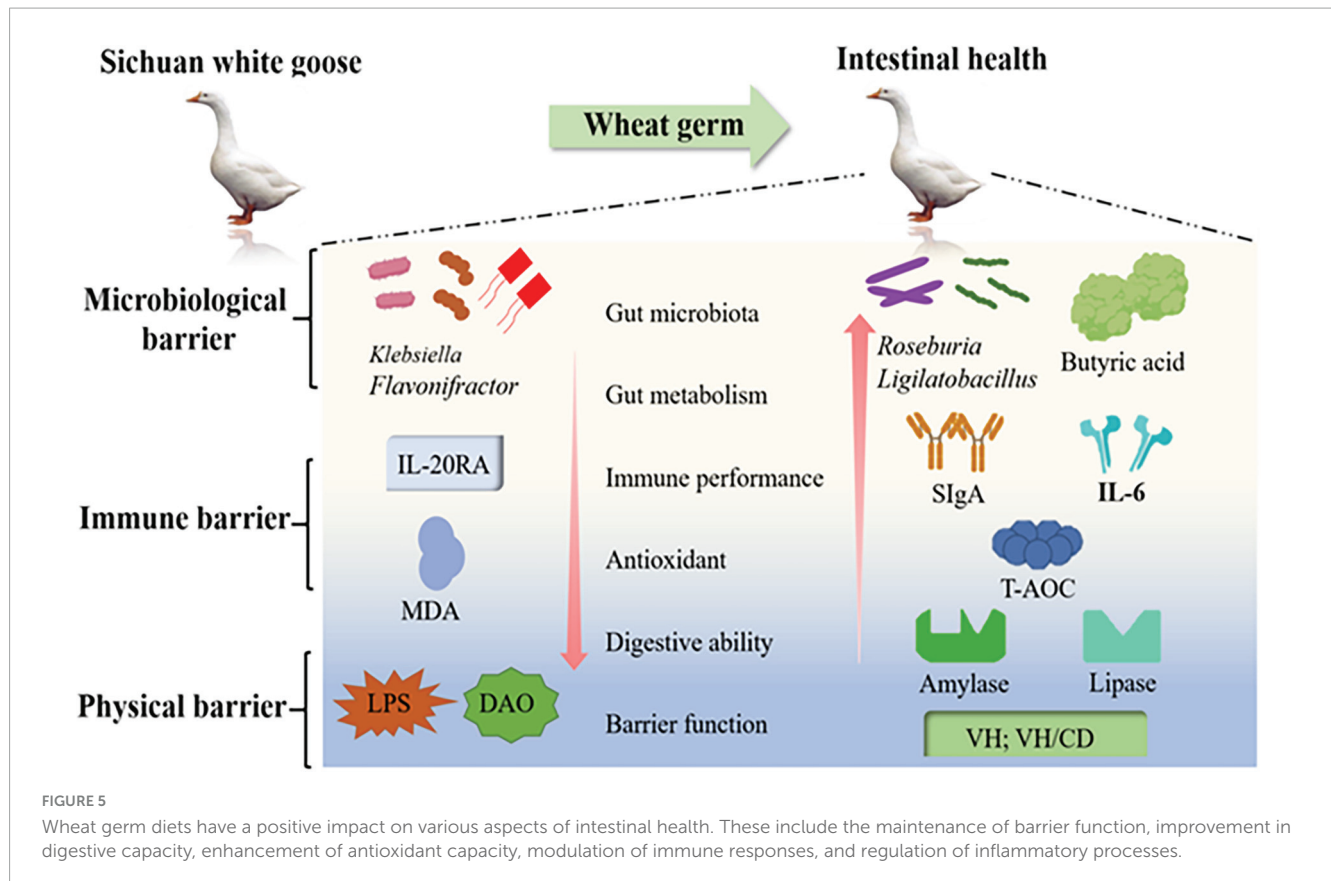 Sichuan white goose
Intestinal health
Wheat germ
Microbiological
barrier
Klebsiella
Flavonifractor
Gut microbiota
Roseburia
Ligilatobacillus
Butyric acid
Gut metabolism
Immune barrier
IL-20RA
MDA
Immune performance
SIgA
IL-6
Antioxidant
T-AOC
Physical barrier
LPS
DAO
Digestive ability
Amylase
Lipase
Barrier function
VH; VH/CD
FIGURE 5
Wheat germ diets have a positive impact on various aspects of intestinal health. These include the maintenance of barrier function, improvement in
digestive capacity, enhancement of antioxidant capacity, modulation of immune responses, and regulation of inflammatory processes.